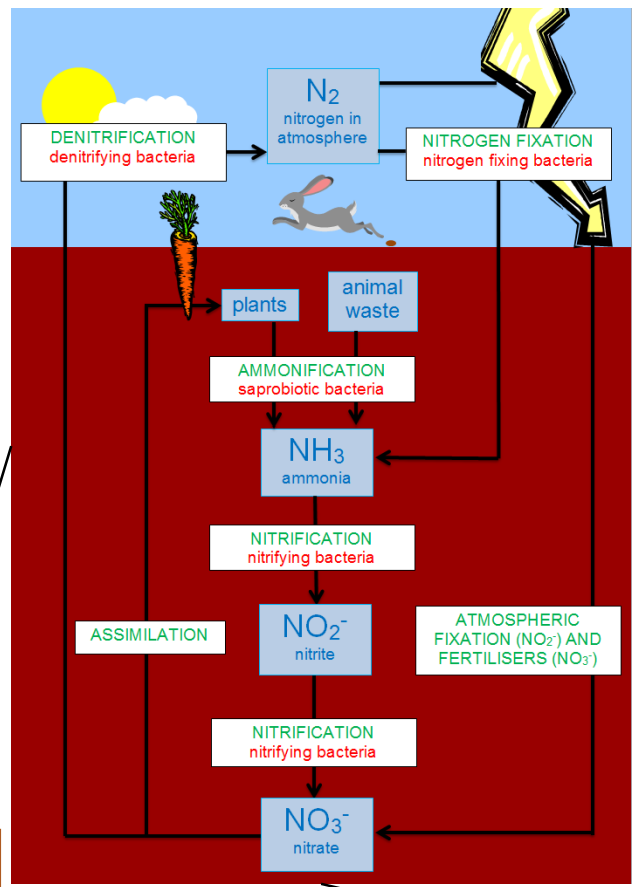 N₂
nitrogen in
atmosphere
DENITRIFICATION
denitrifying bacteria
NITROGEN FIXATION
nitrogen fixing bacteria
plants
animal
waste
AMMONIFICATION
saprobiotic bacteria
NH₃
ammonia
NITRIFICATION
nitrifying bacteria
ASSIMILATION
NO₂⁻
nitrite
ATMOSPHERIC
FIXATION (NO₂⁻) AND
FERTILISERS (NO₃⁻)
NITRIFICATION
nitrifying bacteria
NO₃⁻
nitrate